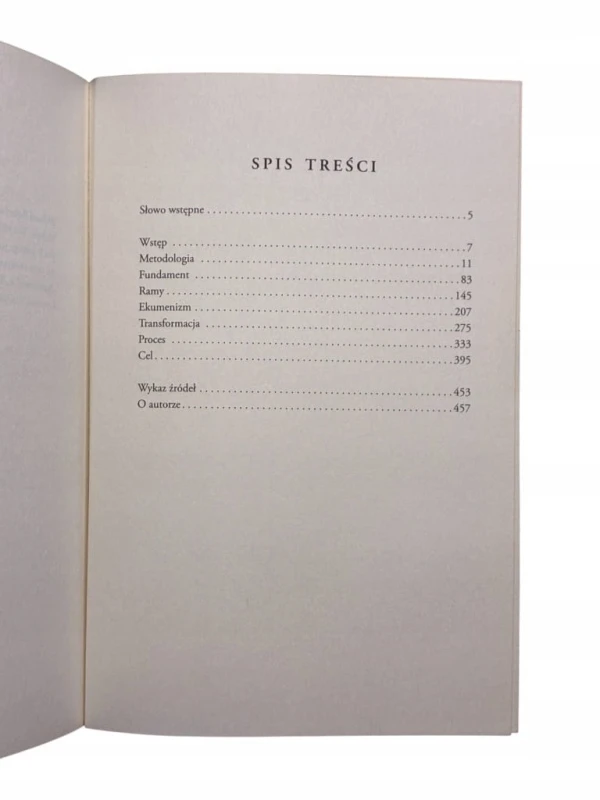 SPIS TREŚCI
Słowo wstępne . . . . . . . . . . . . . . . . . . . . . . . . . . . . . . . . . . . . . . . . 5
Wstęp . . . . . . . . . . . . . . . . . . . . . . . . . . . . . . . . . . . . . . . . . . . . . 7
Metodologia . . . . . . . . . . . . . . . . . . . . . . . . . . . . . . . . . . . . . . . . 11
Fundament . . . . . . . . . . . . . . . . . . . . . . . . . . . . . . . . . . . . . . . . . 83
Ramy . . . . . . . . . . . . . . . . . . . . . . . . . . . . . . . . . . . . . . . . . . . . 145
Ekumenizm . . . . . . . . . . . . . . . . . . . . . . . . . . . . . . . . . . . . . . . 207
Transformacja . . . . . . . . . . . . . . . . . . . . . . . . . . . . . . . . . . . . . 275
Proces . . . . . . . . . . . . . . . . . . . . . . . . . . . . . . . . . . . . . . . . . . . 333
Cel . . . . . . . . . . . . . . . . . . . . . . . . . . . . . . . . . . . . . . . . . . . . . . 395
Wykaz źródeł . . . . . . . . . . . . . . . . . . . . . . . . . . . . . . . . . . . . . . 453
O autorze . . . . . . . . . . . . . . . . . . . . . . . . . . . . . . . . . . . . . . . . . 457